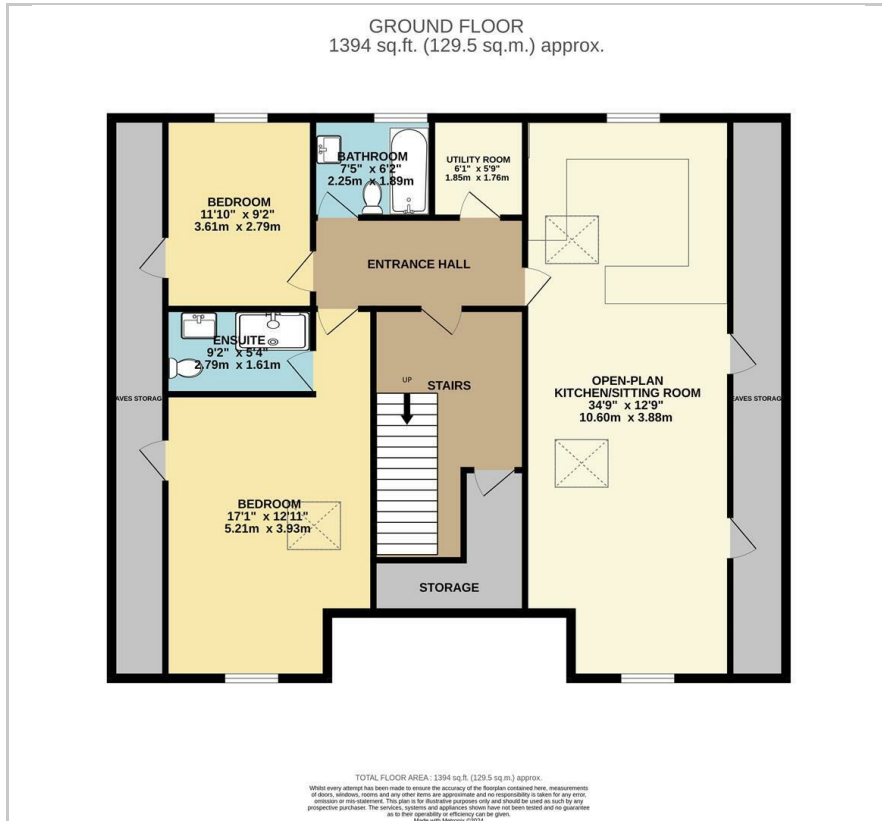 GROUND FLOOR
1394 sq.ft. (129.5 sq.m.) approx.
BEDROOM
11'10" x 9'2"
3.61m x 2.79m
BATHROOM
7'5" x 6'2"
2.25m x 1.89m
UTILITY ROOM
6'1" x 5'9"
1.85m x 1.76m
ENTRANCE HALL
ENSUITE
9'2" x 5'4"
2.79m x 1.61m
EAVES STORAGE
UP
STAIRS
OPEN-PLAN
KITCHEN/SITTING ROOM
34'9" x 12'9"
10.60m x 3.88m
EAVES STORAGE
BEDROOM
17'1" x 12'11"
5.21m x 3.93m
STORAGE
TOTAL FLOOR AREA : 1394 sq.ft. (129.5 sq.m.) approx.
Whilst every attempt has been made to ensure the accuracy of the floorplan contained here, measurements
of doors, windows, rooms and any other items are approximate and no responsibility is taken for any error,
omission or mis-statement. This plan is for illustrative purposes only and should be used as such by any
prospective purchaser. The services, systems and appliances shown have not been tested and no guarantee
as to their operability or efficiency can be given.
Made with Metropix ©2024